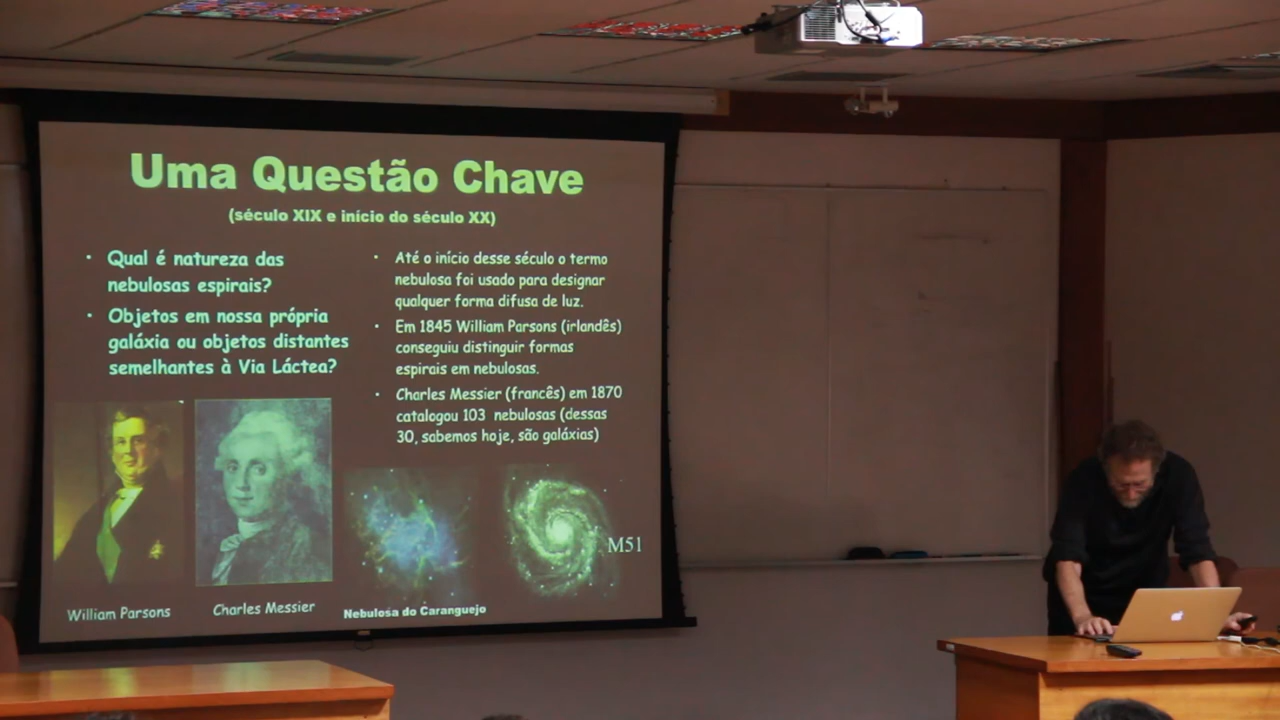 Uma Questão Chave
(século XIX e início do século XX)
• Qual é natureza das
nebulosas espirais?
• Objetos em nossa própria
galáxia ou objetos distantes
semelhantes à Via Láctea?
• Até o início desse século o termo
nebulosa foi usado para designar
qualquer forma difusa de luz.
• Em 1845 William Parsons (irlandês)
conseguiu distinguir formas
espirais em nebulosas.
• Charles Messier (francês) em 1870
catalogou 103 nebulosas (dessas
30, sabemos hoje, são galáxias)
William Parsons
Charles Messier
Nebulosa do Caranguejo
M51